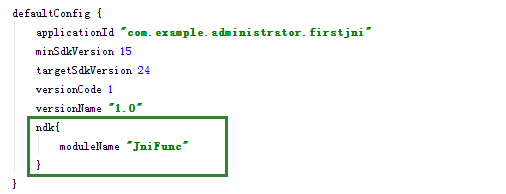 defaultConfig {
applicationId "com.example.administrator.firstjni"
minSdkVersion 15
targetSdkVersion 24
versionCode 1
versionName "1.0"
ndk{
moduleName "JniFunc"
}
}